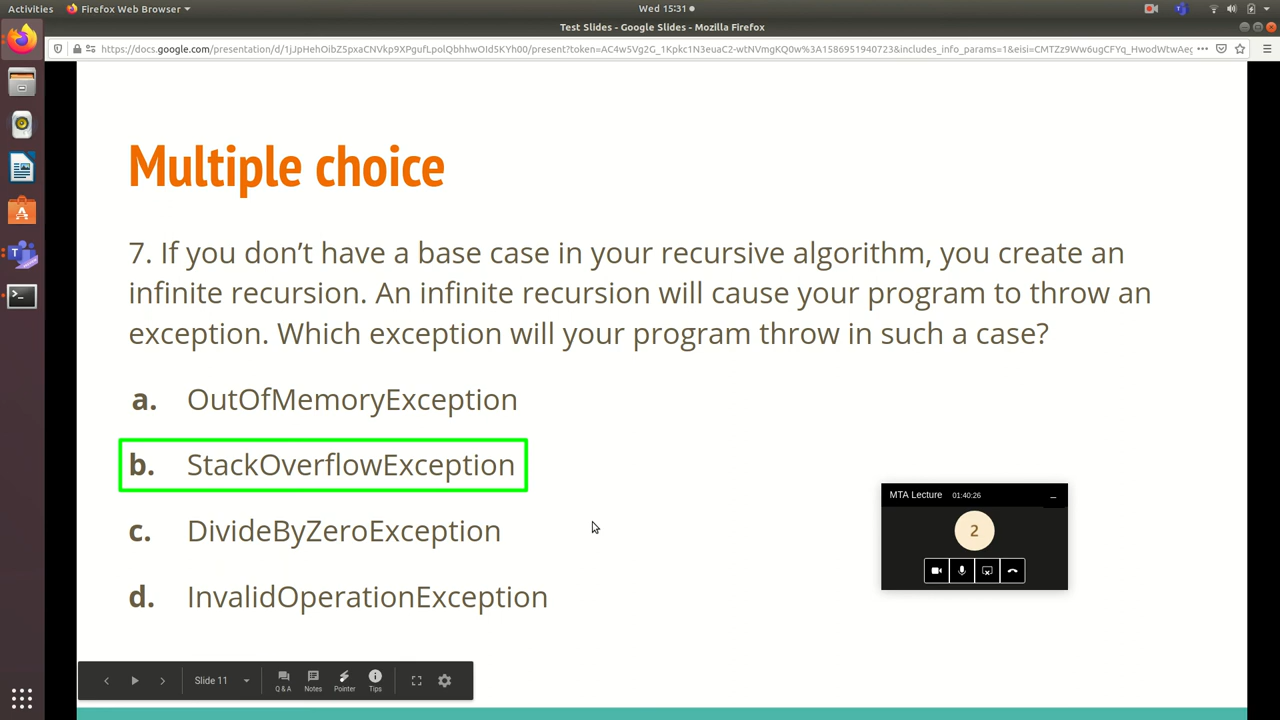 Activities
Firefox Web Browser
Wed 15:31
Test Slides - Google Slides - Mozilla Firefox
Multiple choice
7. If you don't have a base case in your recursive algorithm, you create an
infinite recursion. An infinite recursion will cause your program to throw an
exception. Which exception will your program throw in such a case?
a. OutOfMemoryException
b. StackOverflowException
c. DivideByZeroException
d. InvalidOperationException
MTA Lecture 01:40:26
2
Slide 11
Q & A
Notes
Pointer
Tips